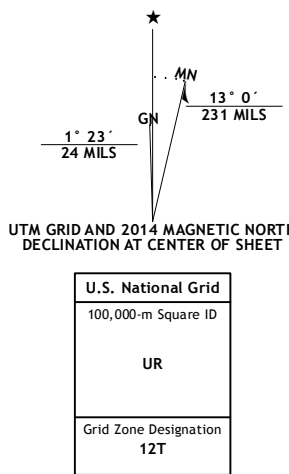 ★
MN
GN
13° 0´
231 MILS
1° 23´
24 MILS
UTM GRID AND 2014 MAGNETIC NORTH
DECLINATION AT CENTER OF SHEET
U.S. National Grid
100,000-m Square ID
UR
Grid Zone Designation
12T